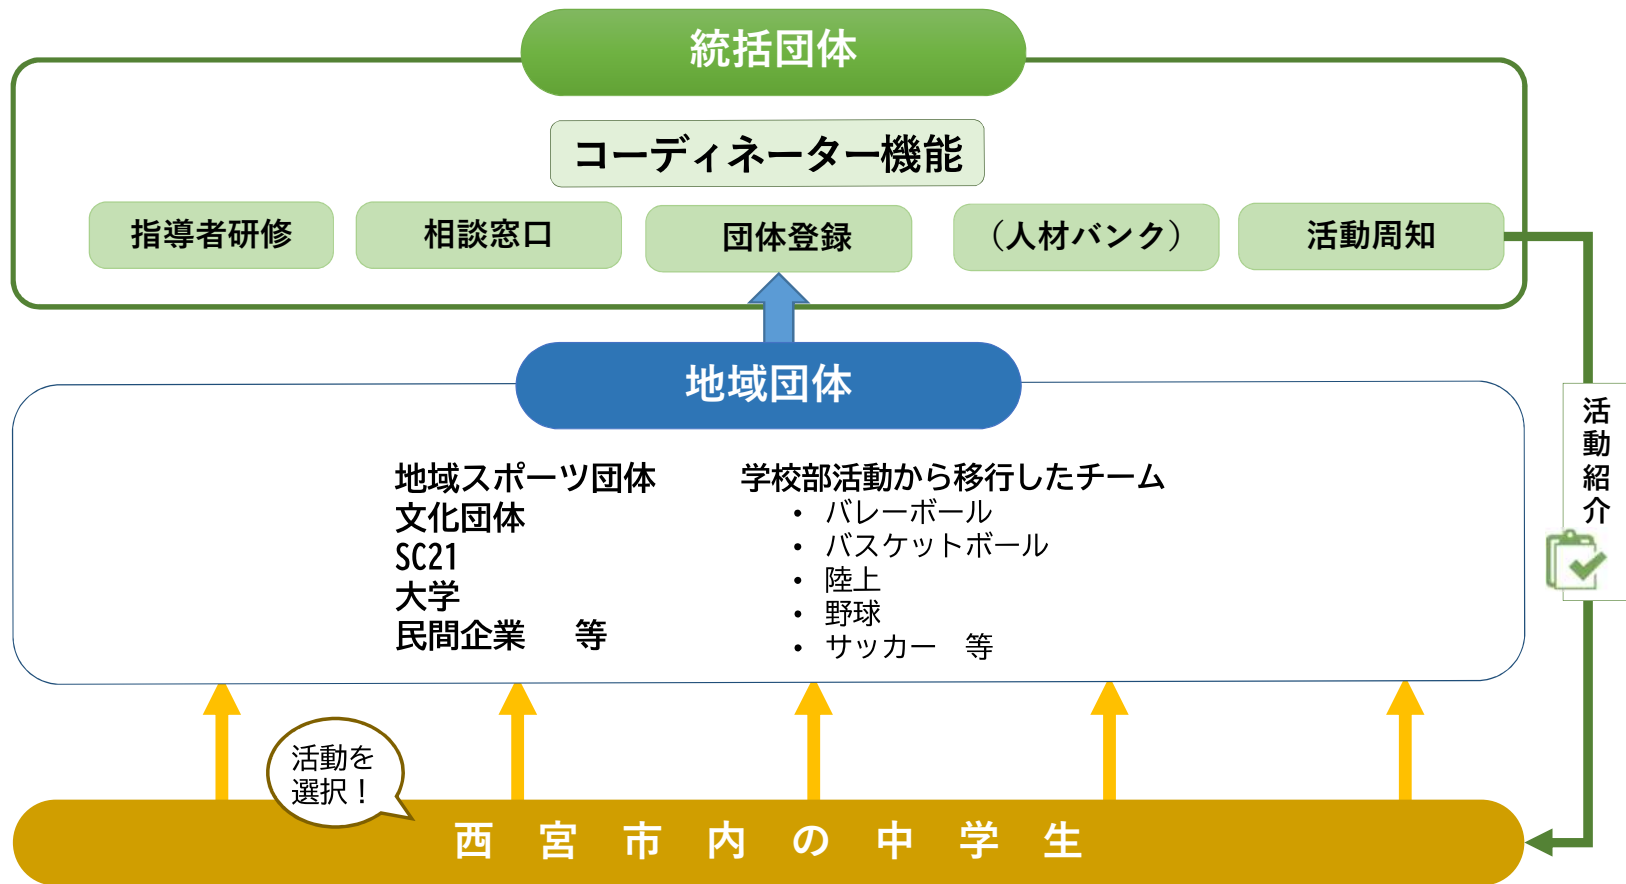 統括団体
コーディネーター機能
指導者研修
相談窓口
団体登録
（人材バンク）
活動周知
地域団体
地域スポーツ団体
文化団体
SC21
大学
民間企業　等
学校部活動から移行したチーム
• バレーボール
• バスケットボール
• 陸上
• 野球
• サッカー　等
活動紹介
活動を
選択！
西宮市内の中学生